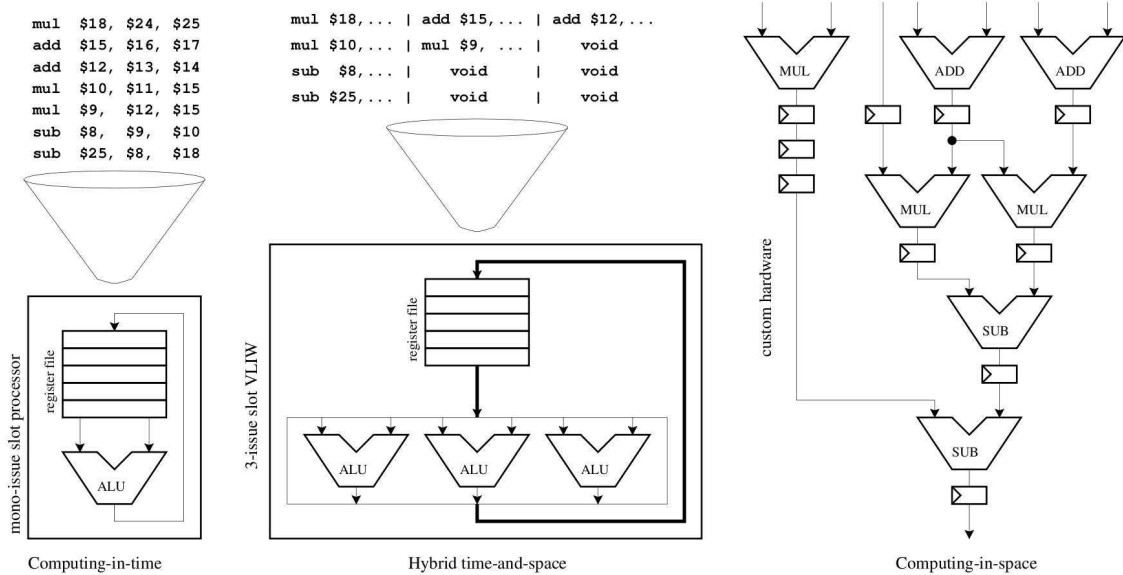 mul $18, $24, $25
add $15, $16, $17
add $12, $13, $14
mul $10, $11, $15
mul $9, $12, $15
sub $8, $9, $10
sub $25, $8, $18
mono-issue slot processor
register file
ALU
Computing-in-time
mul $18,... | add $15,... | add $12,...
mul $10,... | mul $9, ... | void
sub $8,... | void | void
sub $25,... | void | void
3-issue slot VLIW
register file
ALU ALU ALU
Hybrid time-and-space
custom hardware
MUL ADD ADD
MUL MUL
SUB
SUB
Computing-in-space